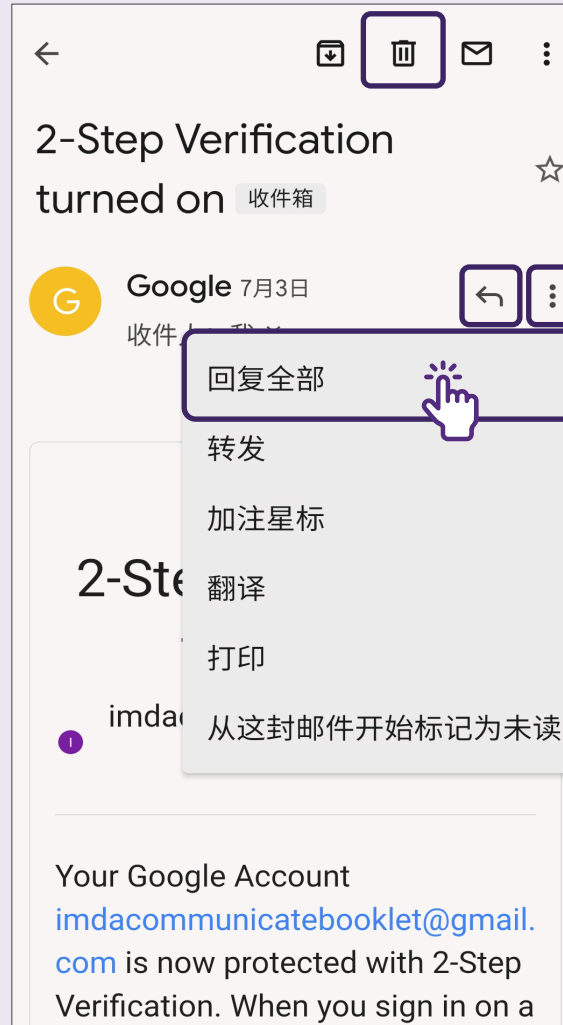 2-Step Verification
turned on 收件箱
G
Google 7月3日
收件
回复全部
转发
加注星标
翻译
打印
从这封邮件开始标记为未读
2-Ste
imda
I
Your Google Account
imdacommunicatebooklet@gmail.
com is now protected with 2-Step
Verification. When you sign in on a